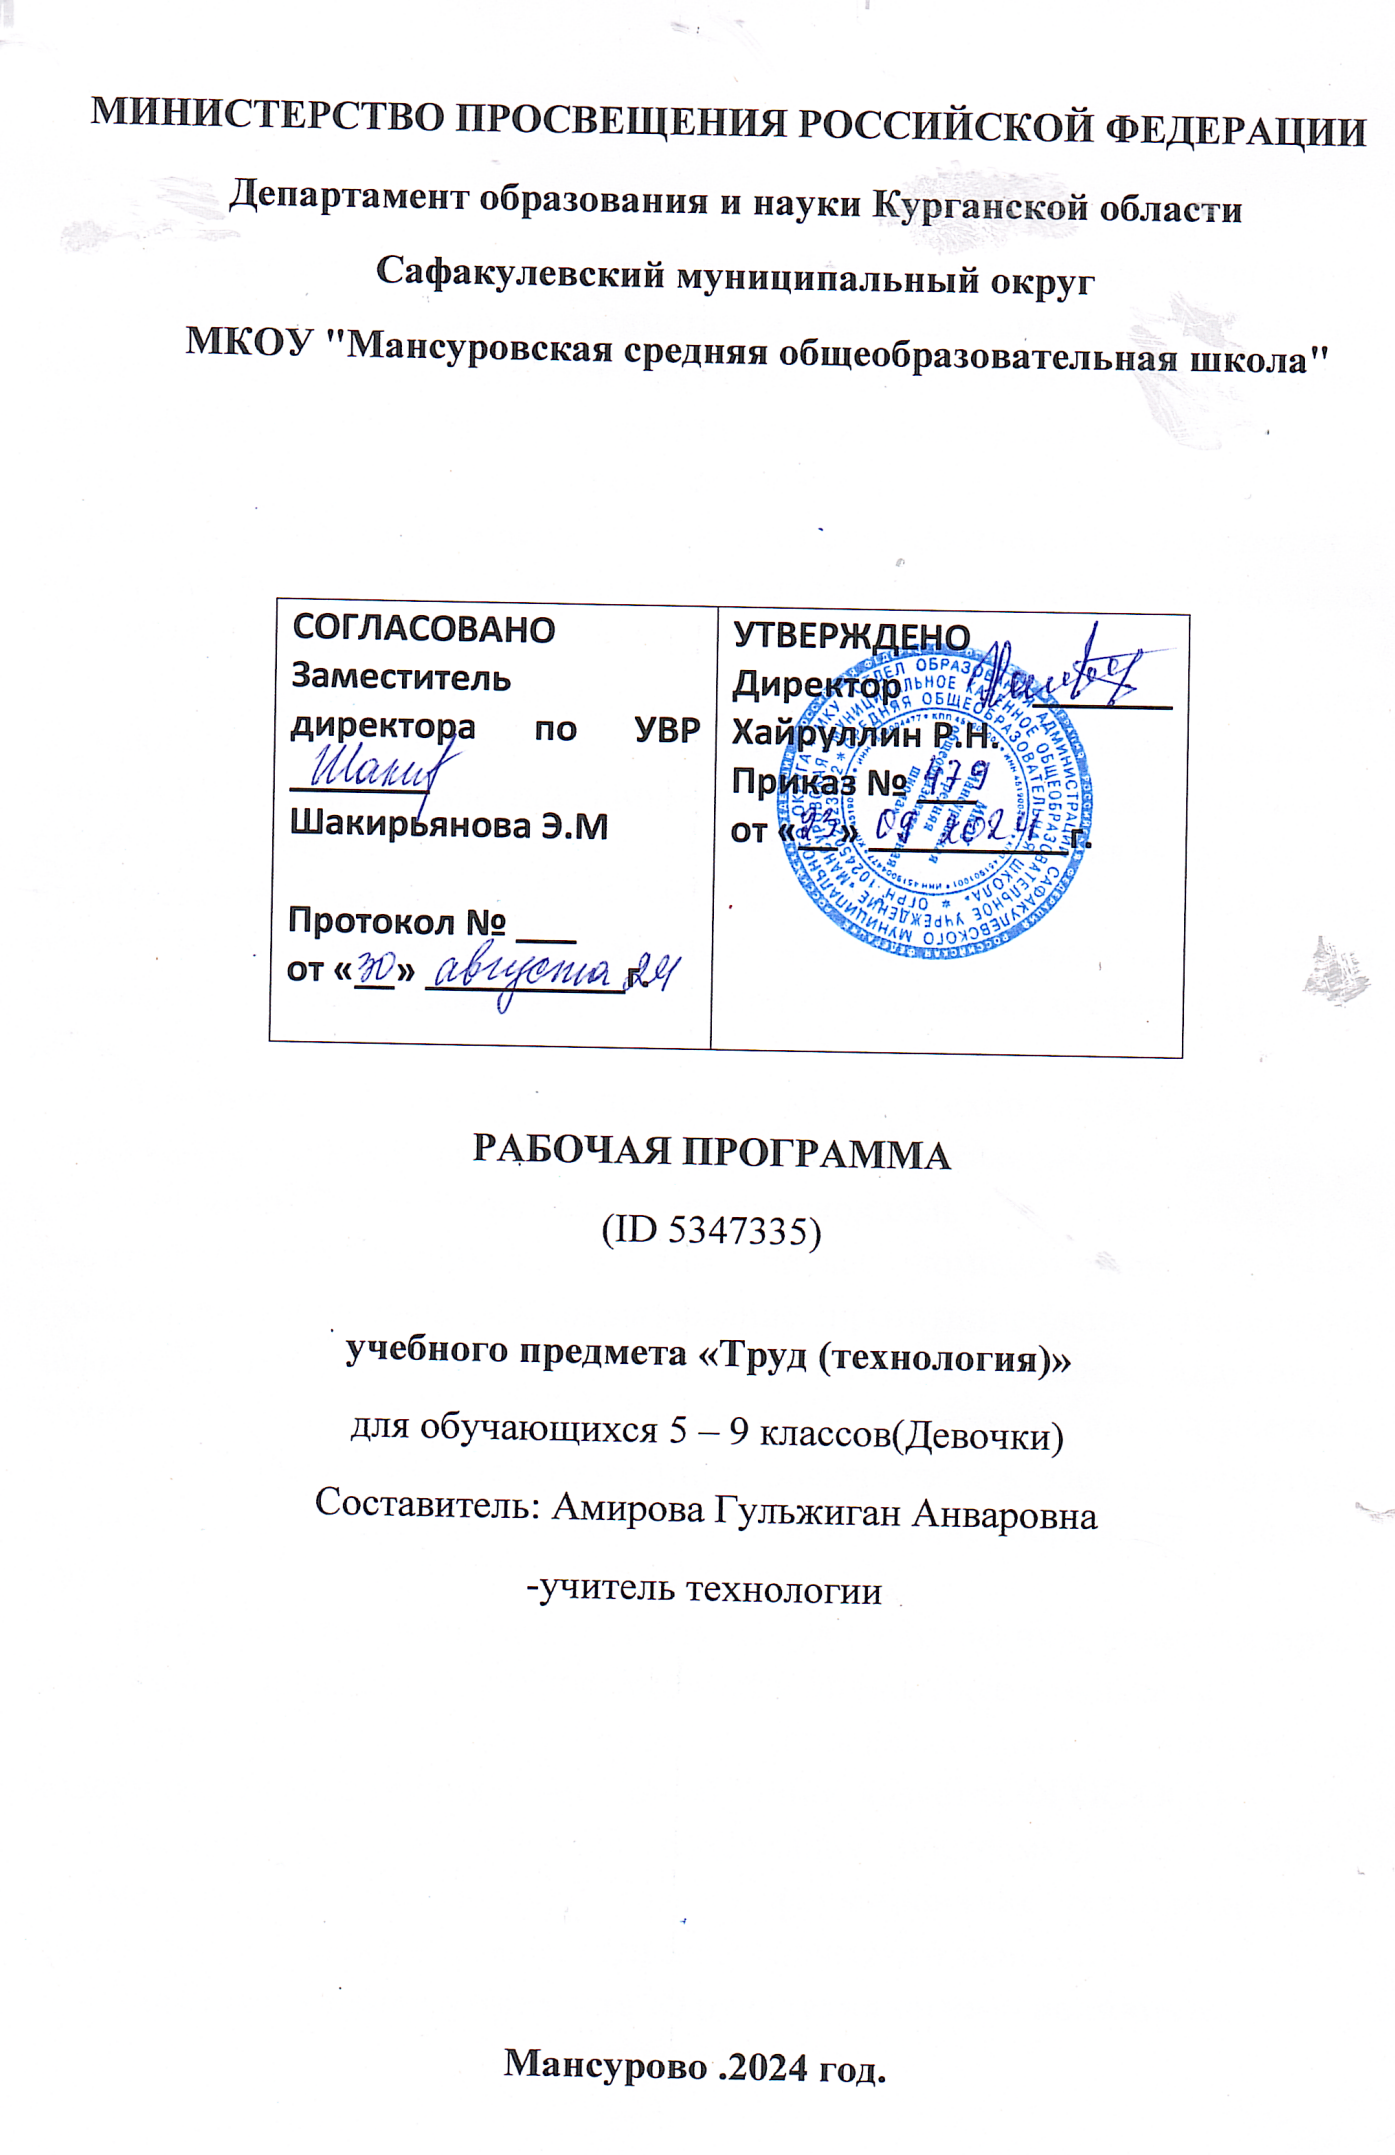 МИНИСТЕРСТВО ПРОСВЕЩЕНИЯ РОССИЙСКОЙ ФЕДЕРАЦИИ
Департамент образования и науки Курганской области
Сафакулевский муниципальный округ
МКОУ "Мансуровская средняя общеобразовательная школа"
СОГЛАСОВАНО
Заместитель
директора по УВР
Шакирьянова Э.М
Протокол № ___
от «30» августа 24 г.
УТВЕРЖДЕНО
Директор
Хайруллин Р.Н.
Приказ № 479
от «23» 09 2024 г.
РАБОЧАЯ ПРОГРАММА
(ID 5347335)
учебного предмета «Труд (технология)»
для обучающихся 5 – 9 классов(Девочки)
Составитель: Амирова Гульжиган Анваровна
-учитель технологии
Мансурово .2024 год.